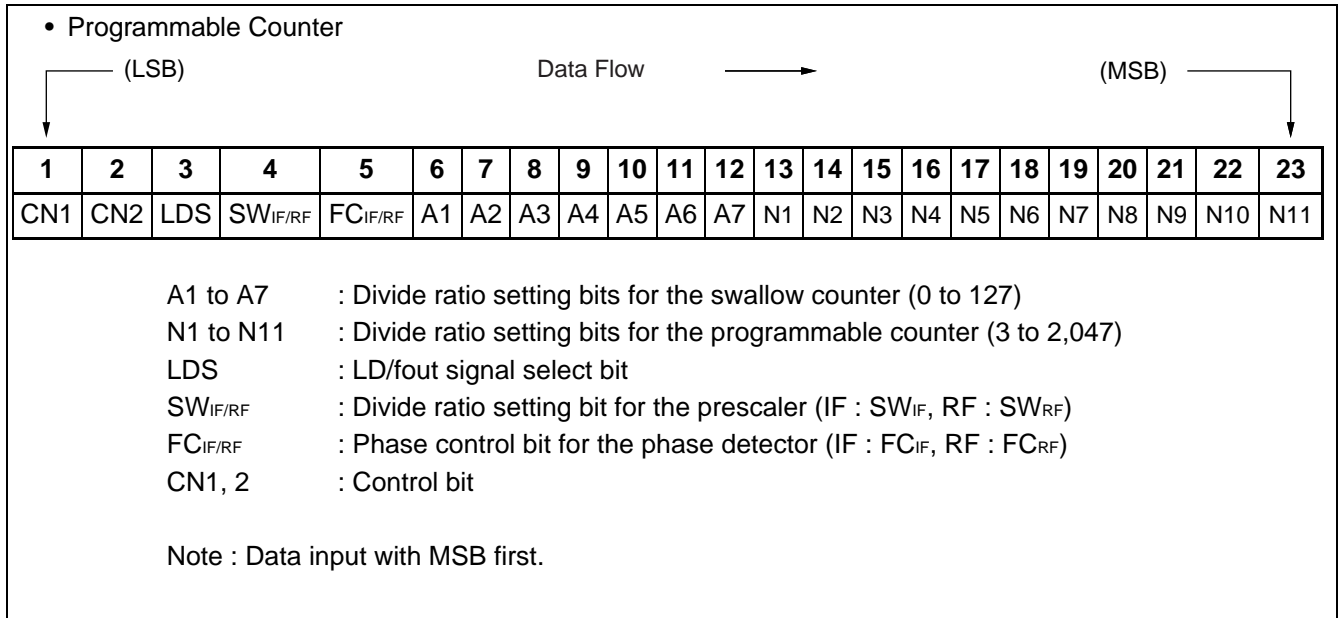 • Programmable Counter
(LSB) Data Flow (MSB)
1 2 3 4 5 6 7 8 9 10 11 12 13 14 15 16 17 18 19 20 21 22 23
CN1 CN2 LDS SWIF/RF FCIF/RF A1 A2 A3 A4 A5 A6 A7 N1 N2 N3 N4 N5 N6 N7 N8 N9 N10 N11
A1 to A7 : Divide ratio setting bits for the swallow counter (0 to 127)
N1 to N11 : Divide ratio setting bits for the programmable counter (3 to 2,047)
LDS : LD/fout signal select bit
SWIF/RF : Divide ratio setting bit for the prescaler (IF : SWIF, RF : SWRF)
FCIF/RF : Phase control bit for the phase detector (IF : FCIF, RF : FCRF)
CN1, 2 : Control bit
Note : Data input with MSB first.